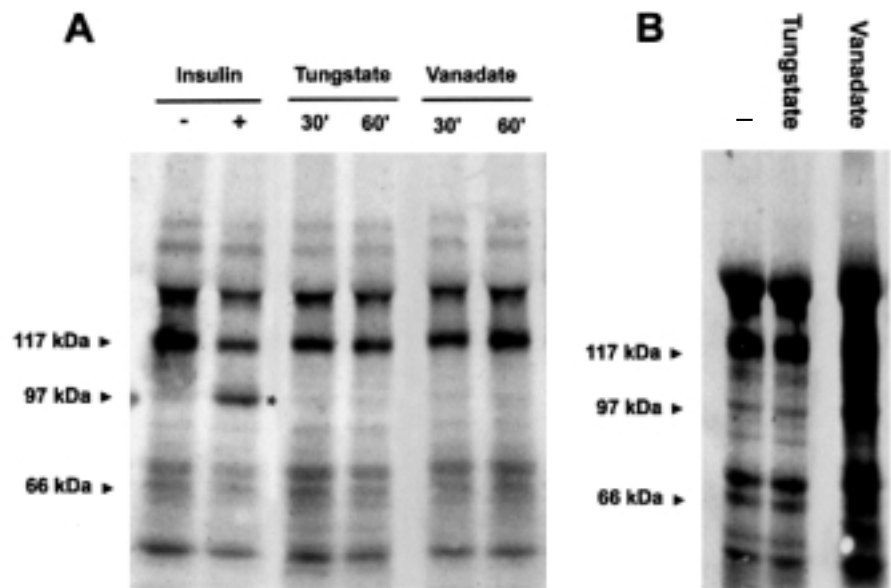 A
Insulin Tungstate Vanadate
- + 30' 60' 30' 60'
117 kDa
97 kDa
66 kDa
B
– Tungstate Vanadate
117 kDa
97 kDa
66 kDa